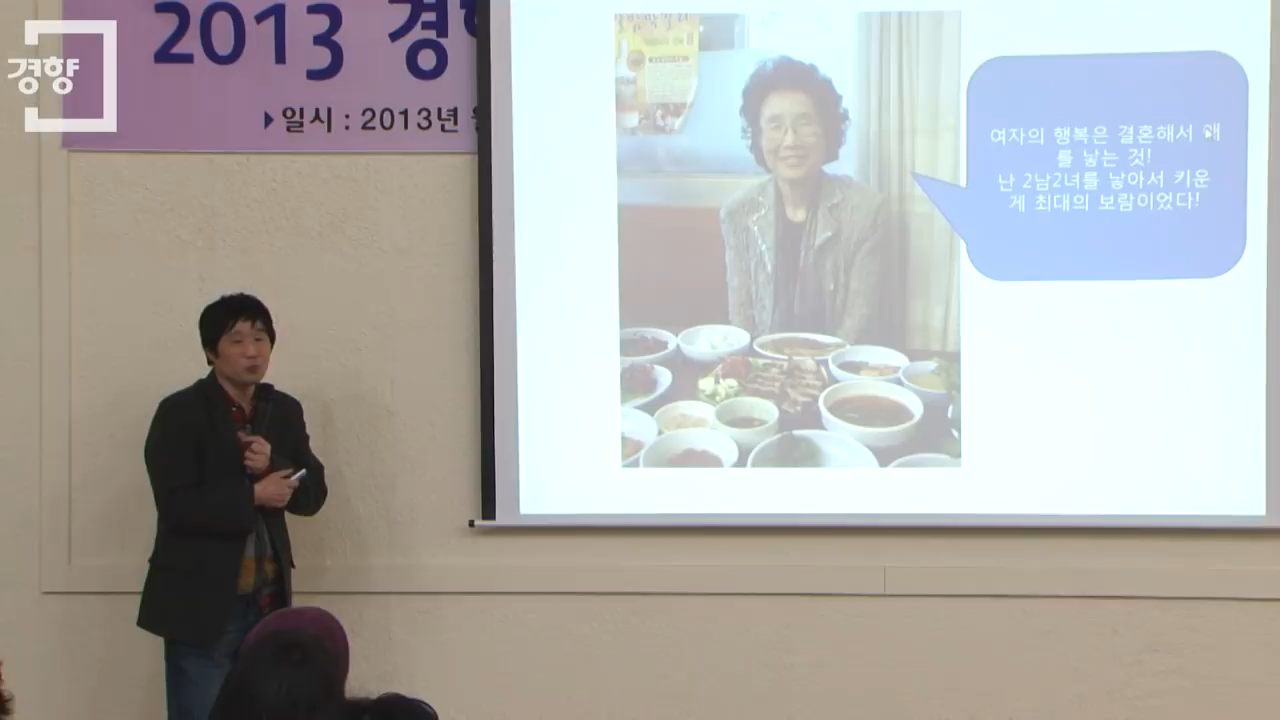 경향
2013 경향
일시 : 2013년
여자의 행복은 결혼해서 애
를 낳는 것!
난 2남2녀를 낳아서 키운
게 최대의 보람이었다!